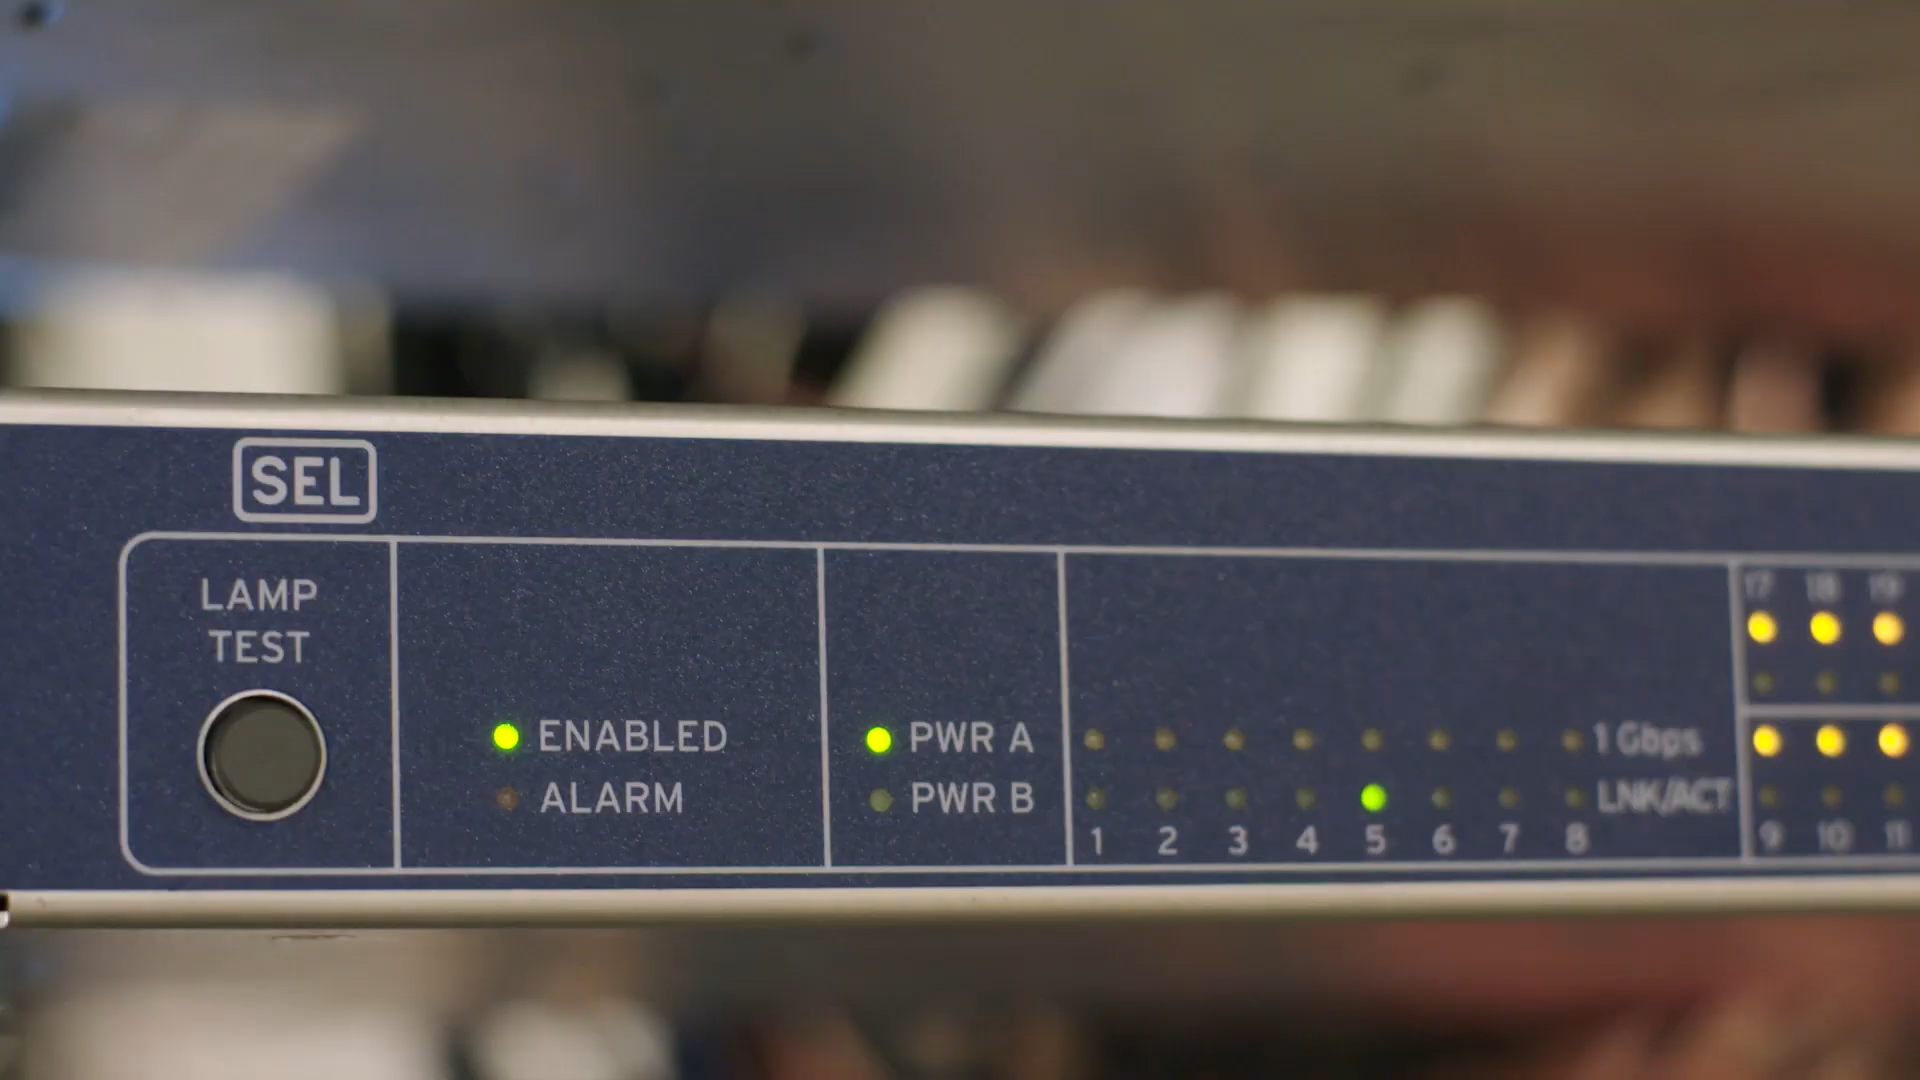 SEL
LAMP
TEST
ENABLED
ALARM
PWR A
PWR B
1 Gbps
LNK/ACT
1 2 3 4 5 6 7 8
17 18 19
9 10 11